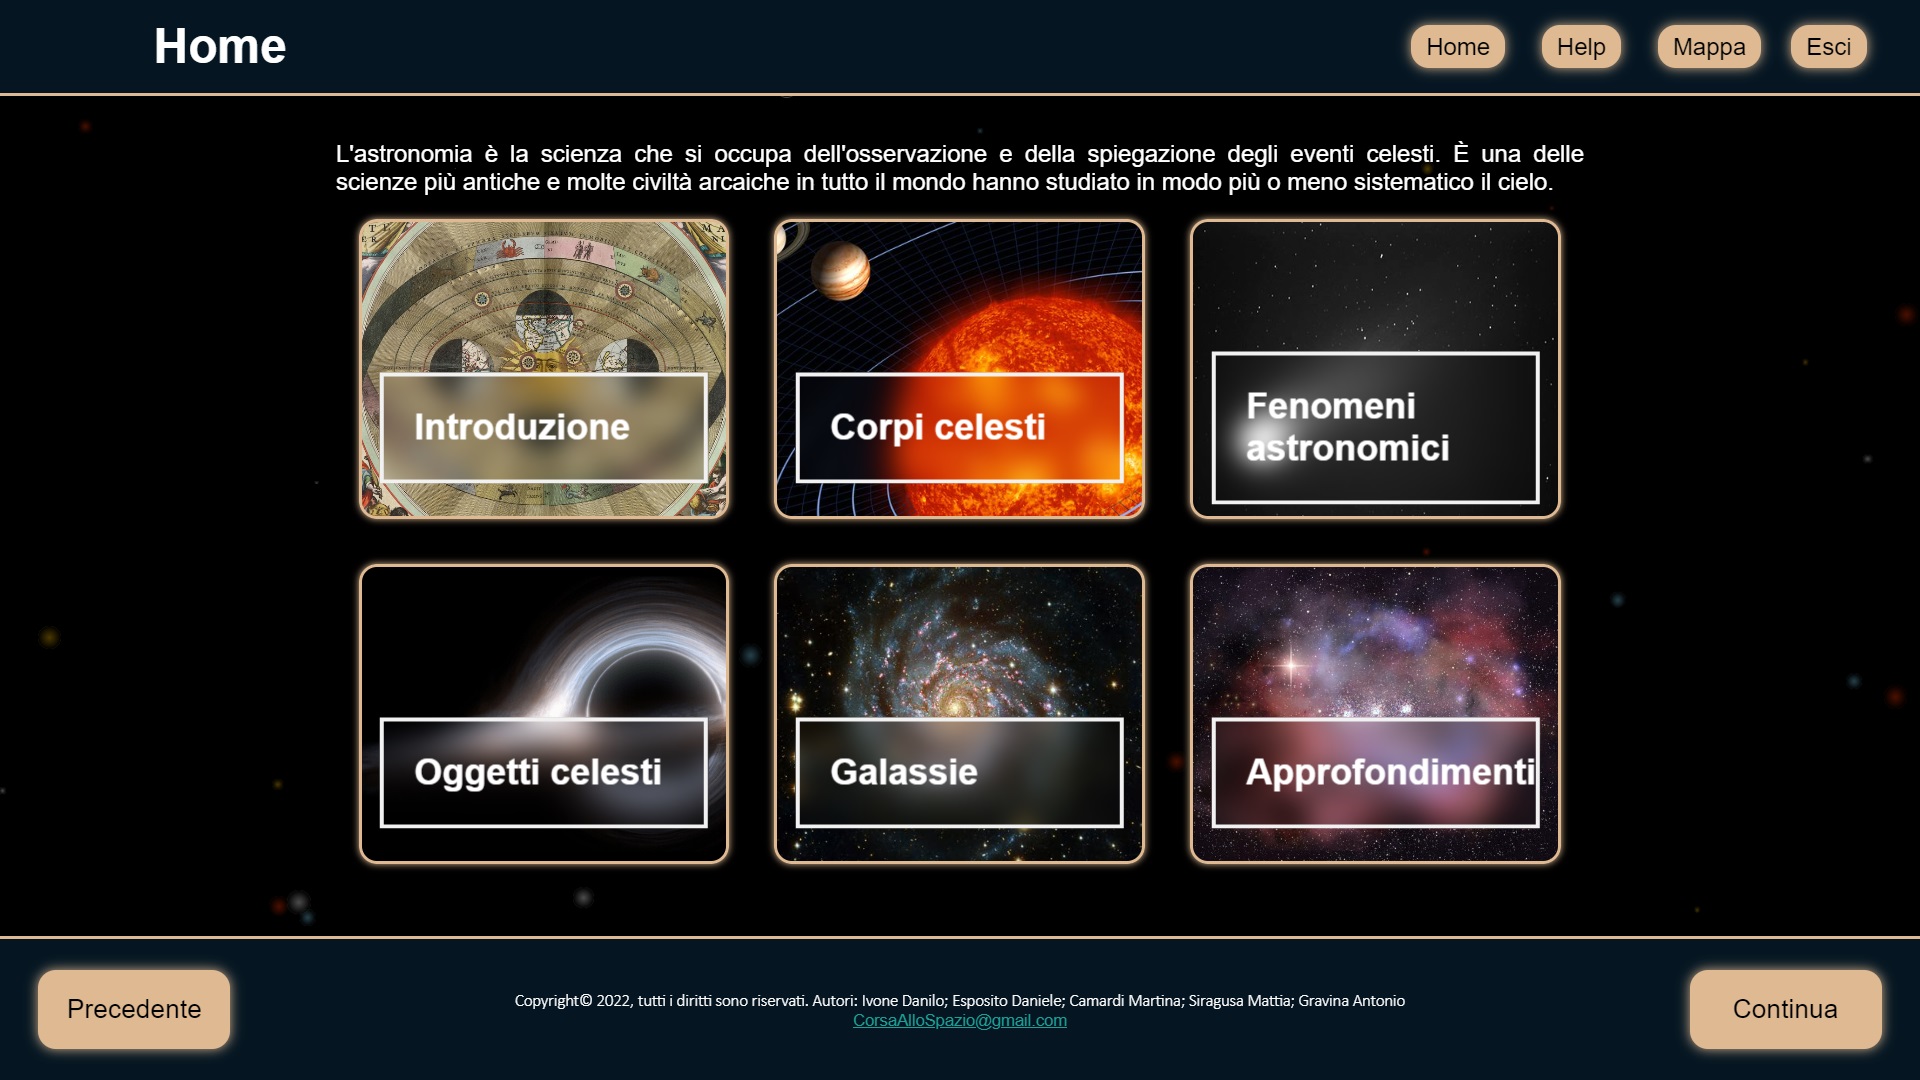 Home
Home
Help
Mappa
Esci
L'astronomia è la scienza che si occupa dell'osservazione e della spiegazione degli eventi celesti. È una delle
scienze più antiche e molte civiltà arcaiche in tutto il mondo hanno studiato in modo più o meno sistematico il cielo.
Introduzione
Corpi celesti
Fenomeni
astronomici
Oggetti celesti
Galassie
Approfondimenti
Precedente
Copyright© 2022, tutti i diritti sono riservati. Autori: Ivone Danilo; Esposito Daniele; Camardi Martina; Siragusa Mattia; Gravina Antonio
CorsaAlloSpazio@gmail.com
Continua